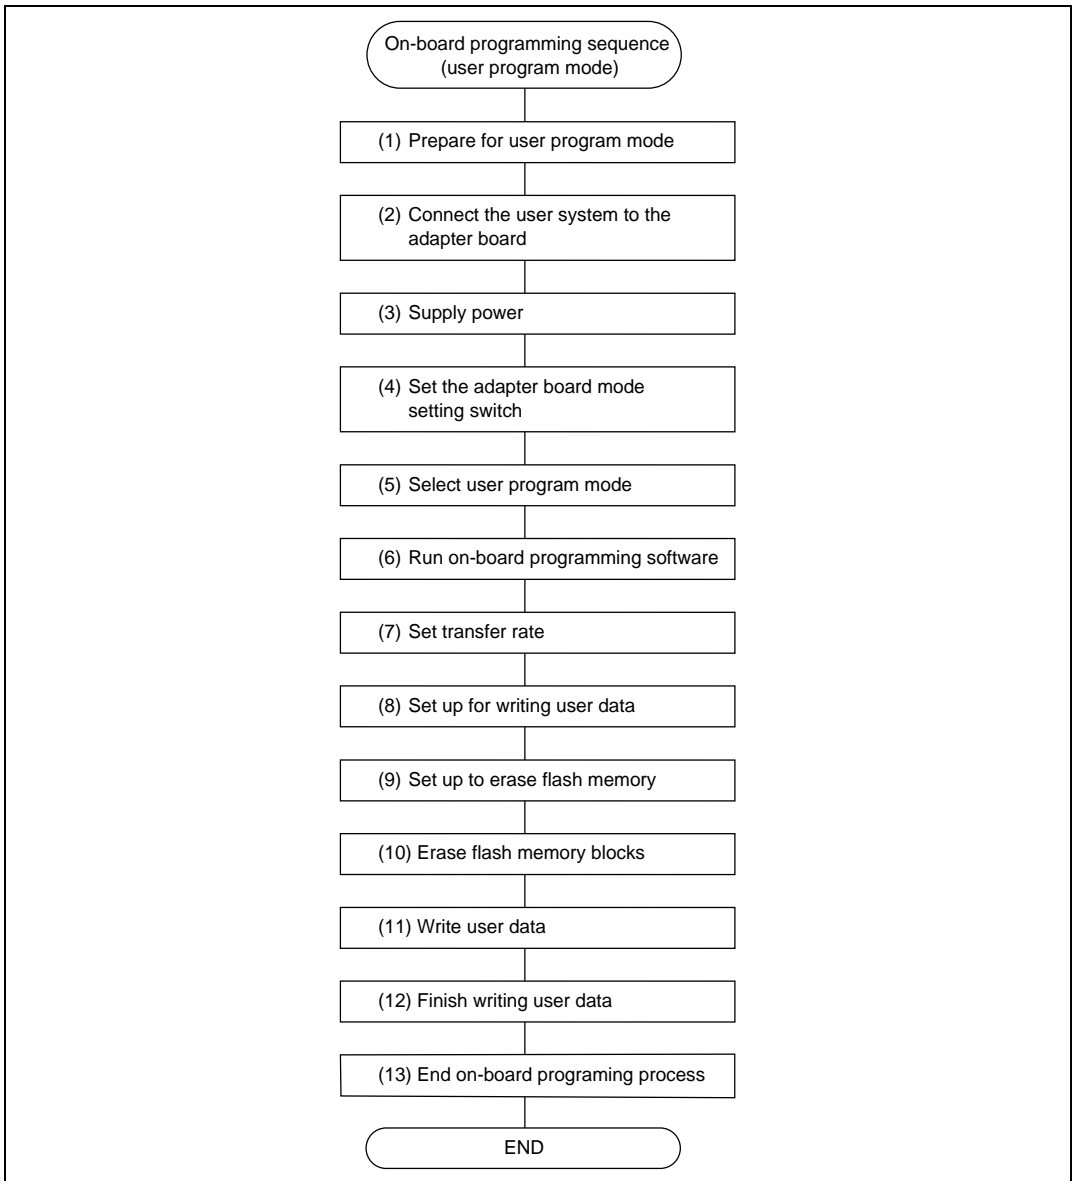 On-board programming sequence
(user program mode)
(1) Prepare for user program mode
(2) Connect the user system to the
adapter board
(3) Supply power
(4) Set the adapter board mode
setting switch
(5) Select user program mode
(6) Run on-board programming software
(7) Set transfer rate
(8) Set up for writing user data
(9) Set up to erase flash memory
(10) Erase flash memory blocks
(11) Write user data
(12) Finish writing user data
(13) End on-board programing process
END